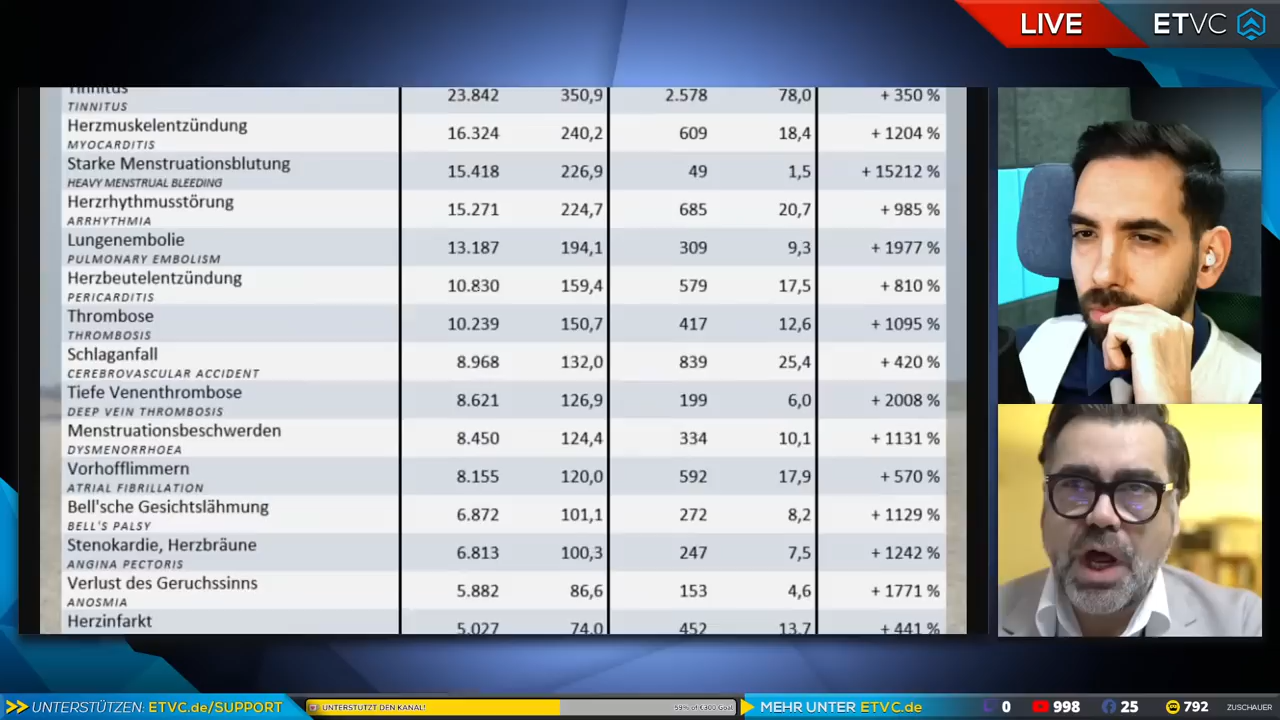 LIVE
ETVC
Tinnitus 23.842 350,9 2.578 78,0 + 350 %
TINNITUS
Herzmuskelentzündung 16.324 240,2 609 18,4 + 1204 %
MYOCARDITIS
Starke Menstruationsblutung 15.418 226,9 49 1,5 + 15212 %
HEAVY MENSTRUAL BLEEDING
Herzrhythmusstörung 15.271 224,7 685 20,7 + 985 %
ARRHYTHMIA
Lungenembolie 13.187 194,1 309 9,3 + 1977 %
PULMONARY EMBOLISM
Herzbeutelentzündung 10.830 159,4 579 17,5 + 810 %
PERICARDITIS
Thrombose 10.239 150,7 417 12,6 + 1095 %
THROMBOSIS
Schlaganfall 8.968 132,0 839 25,4 + 420 %
CEREBROVASCULAR ACCIDENT
Tiefe Venenthrombose 8.621 126,9 199 6,0 + 2008 %
DEEP VEIN THROMBOSIS
Menstruationsbeschwerden 8.450 124,4 334 10,1 + 1131 %
DYSMENORRHOEA
Vorhofflimmern 8.155 120,0 592 17,9 + 570 %
ATRIAL FIBRILLATION
Bell'sche Gesichtslähmung 6.872 101,1 272 8,2 + 1129 %
BELL'S PALSY
Stenokardie, Herzbräune 6.813 100,3 247 7,5 + 1242 %
ANGINA PECTORIS
Verlust des Geruchssinns 5.882 86,6 153 4,6 + 1771 %
ANOSMIA
Herzinfarkt 5.027 74,0 452 13,7 + 441 %
UNTERSTÜTZEN: ETVC.de/SUPPORT
UNTERSTÜTZT DEN KANAL!
59% of €300 Goal
MEHR UNTER ETVC.de
0 998 25 792 ZUSCHAUER